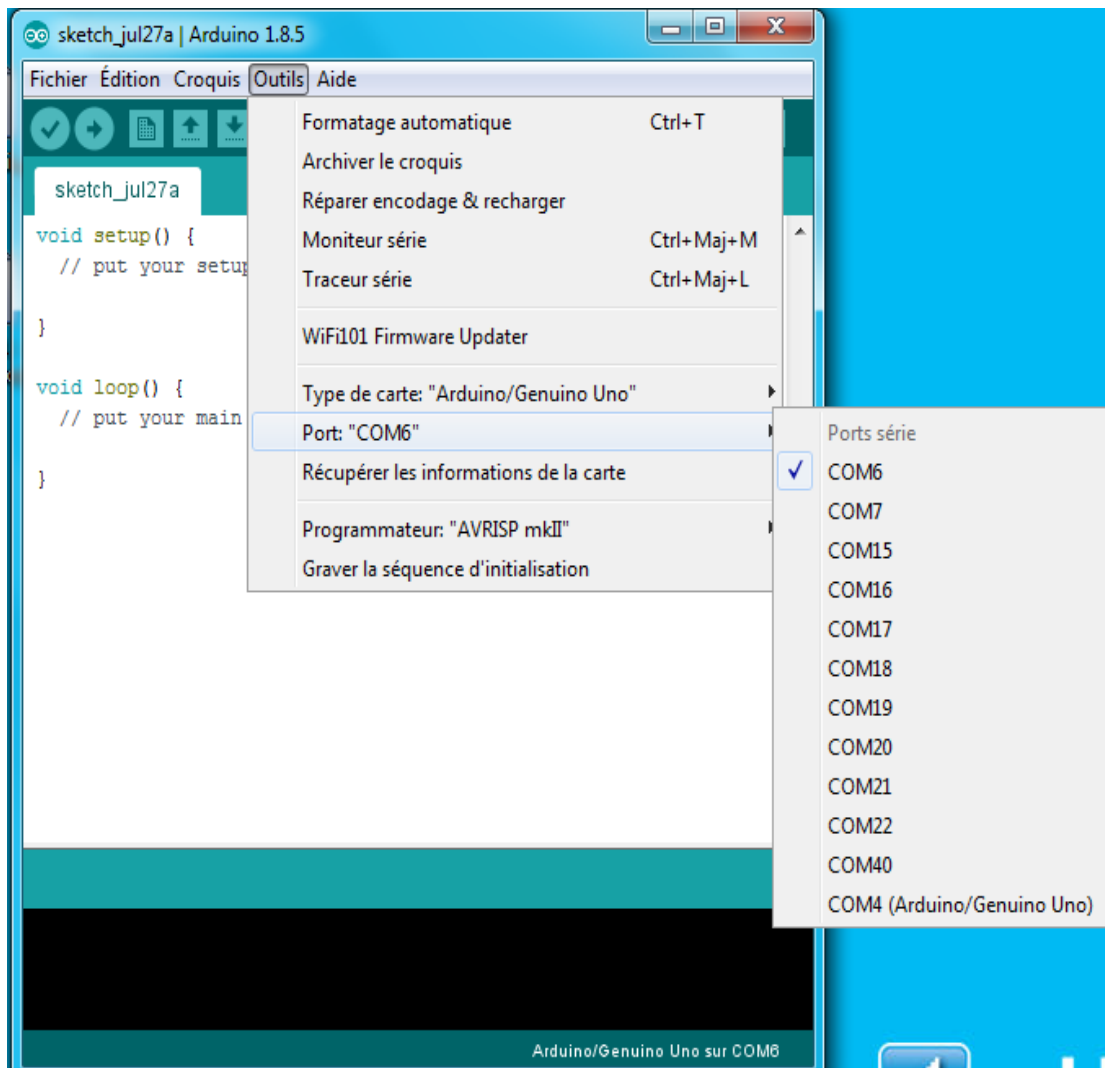 sketch_jul27a | Arduino 1.8.5
Fichier Édition Croquis Outils Aide
sketch_jul27a
void setup() {
// put your setup
}
void loop() {
// put your main
}
Formatage automatique Ctrl+T
Archiver le croquis
Réparer encodage & recharger
Moniteur série Ctrl+Maj+M
Traceur série Ctrl+Maj+L
WiFi101 Firmware Updater
Type de carte: "Arduino/Genuino Uno"
Port: "COM6"
Récupérer les informations de la carte
Programmateur: "AVRISP mkII"
Graver la séquence d'initialisation
Ports série
COM6
COM7
COM15
COM16
COM17
COM18
COM19
COM20
COM21
COM22
COM40
COM4 (Arduino/Genuino Uno)
Arduino/Genuino Uno sur COM6